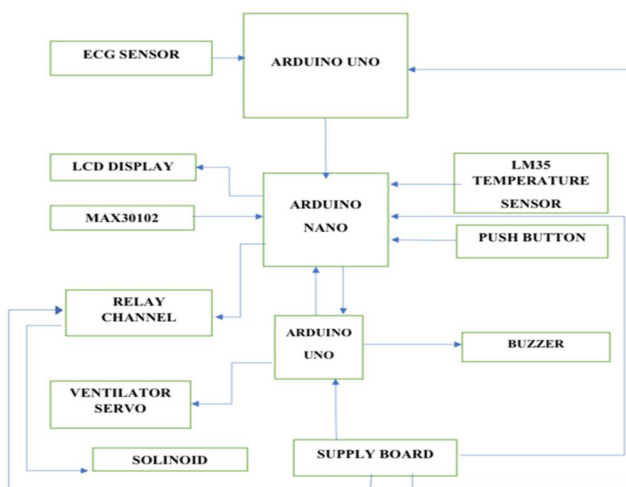 ECG SENSOR
ARDUINO UNO
LCD DISPLAY
LM35
TEMPERATURE
SENSOR
ARDUINO
NANO
MAX30102
PUSH BUTTON
RELAY
CHANNEL
ARDUINO
UNO
BUZZER
VENTILATOR
SERVO
SOLINOID
SUPPLY BOARD